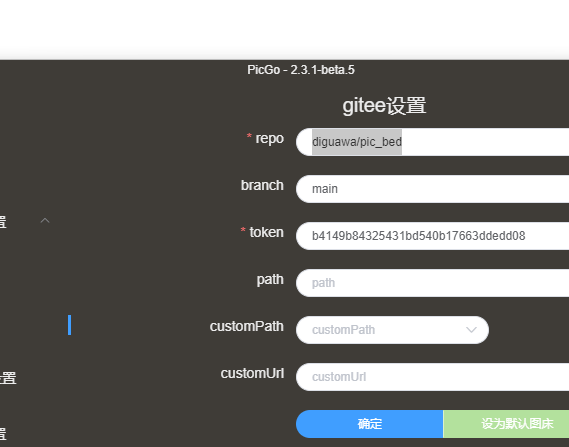 PicGo - 2.3.1-beta.5
gitee设置
* repo diguawa/pic_bed
branch main
置
* token b4149b84325431bd540b17663ddedd08
path path
customPath customPath
customUrl customUrl
置
确定 设为默认图床
置